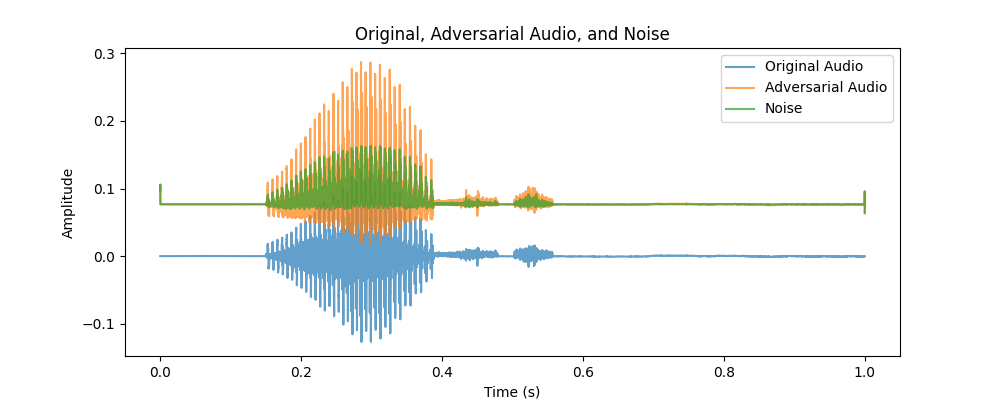 Original, Adversarial Audio, and Noise
Original Audio
Adversarial Audio
Noise
0.3
0.2
0.1
0.0
−0.1
Amplitude
0.0 0.2 0.4 0.6 0.8 1.0
Time (s)